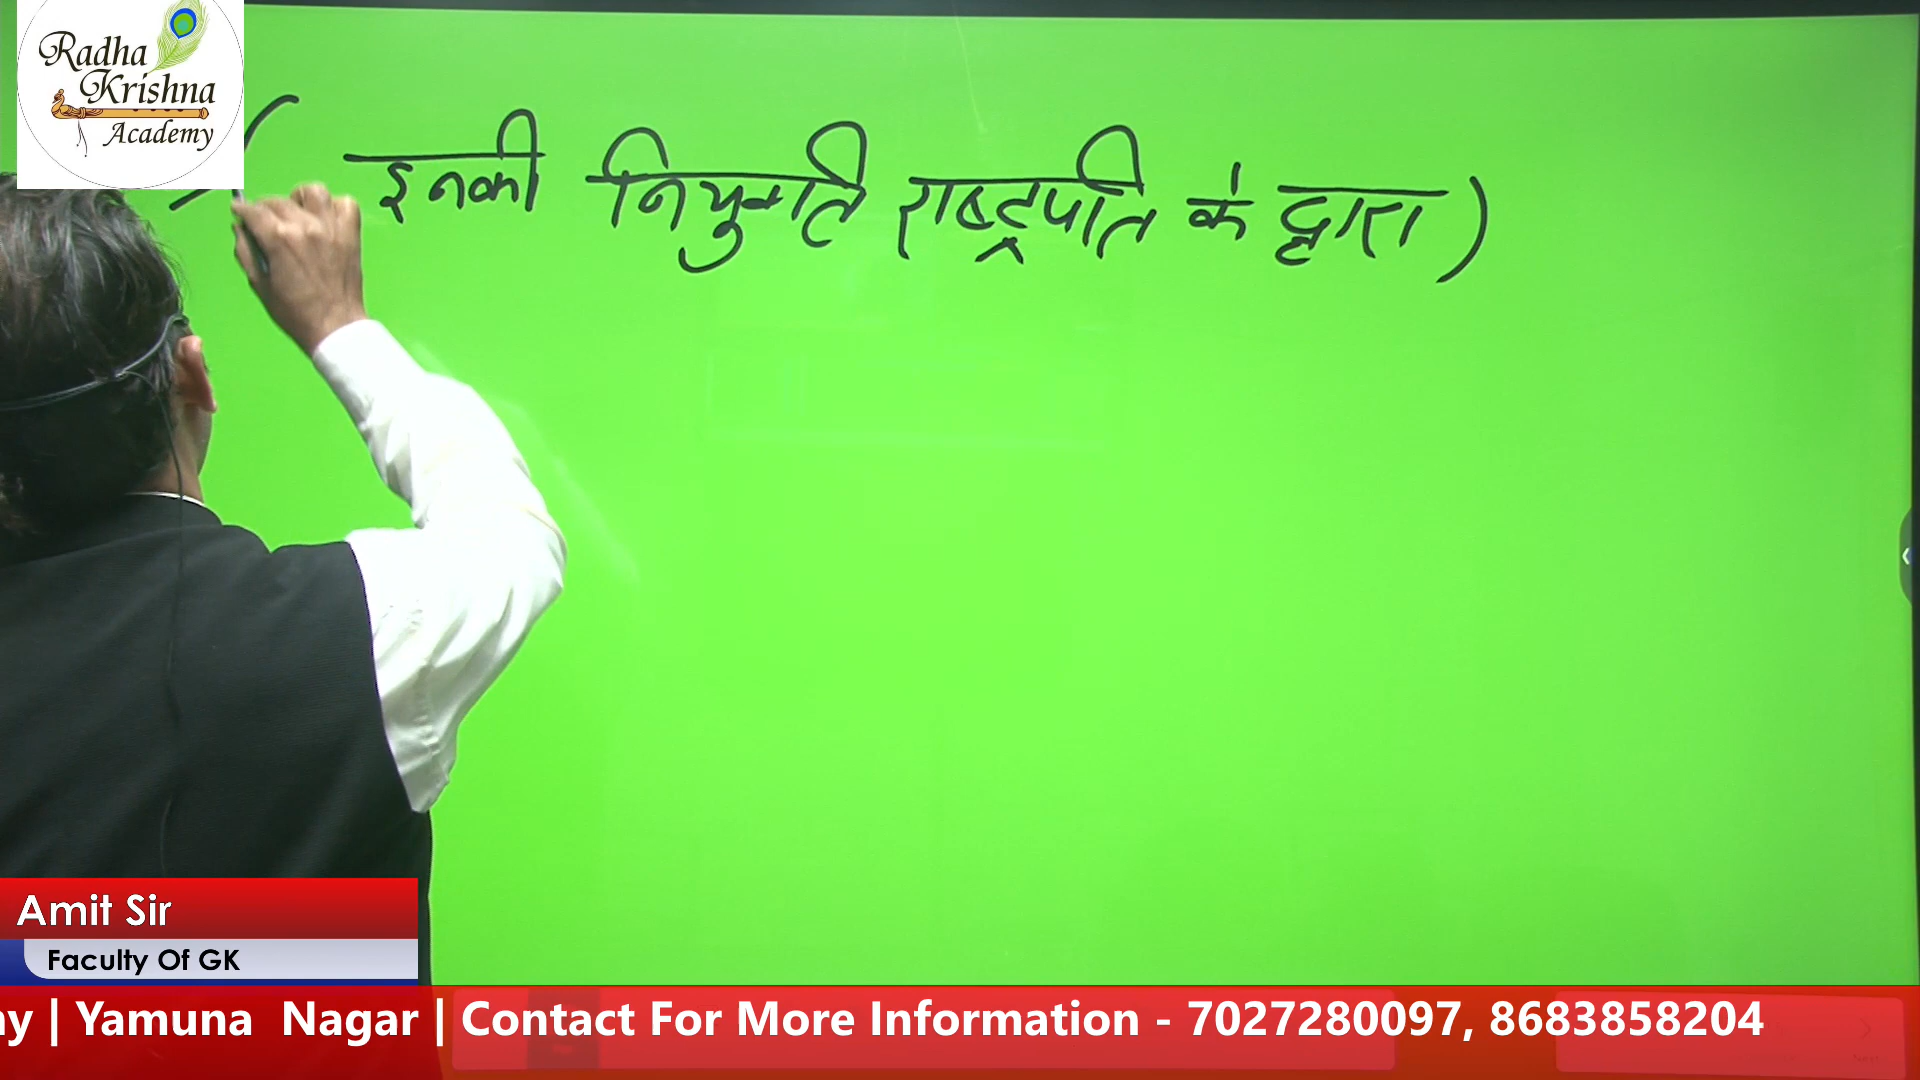 Radha
Krishna
Academy
इनकी नियुक्ति राष्ट्रपति के द्वारा )
Amit Sir
Faculty Of GK
| Yamuna Nagar | Contact For More Information - 7027280097, 8683858204